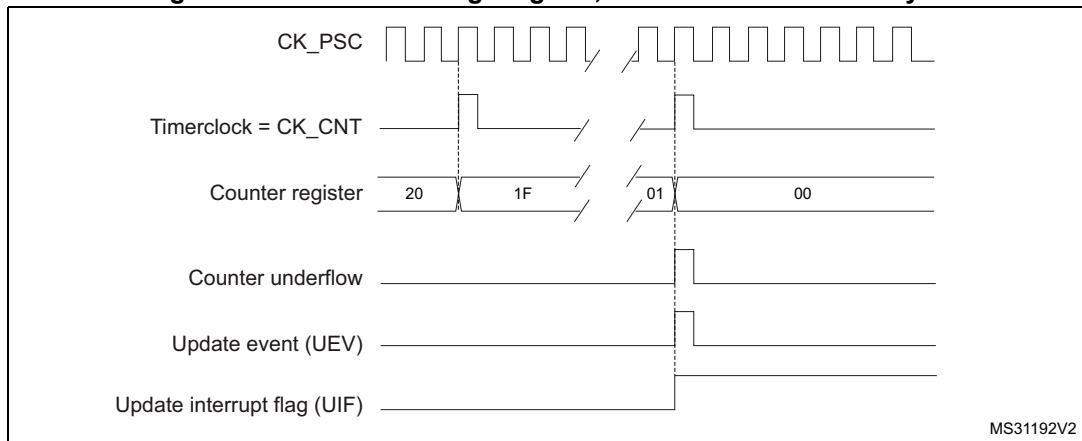 CK_PSC
Timerclock = CK_CNT
Counter register
20
1F
01
00
Counter underflow
Update event (UEV)
Update interrupt flag (UIF)
MS31192V2